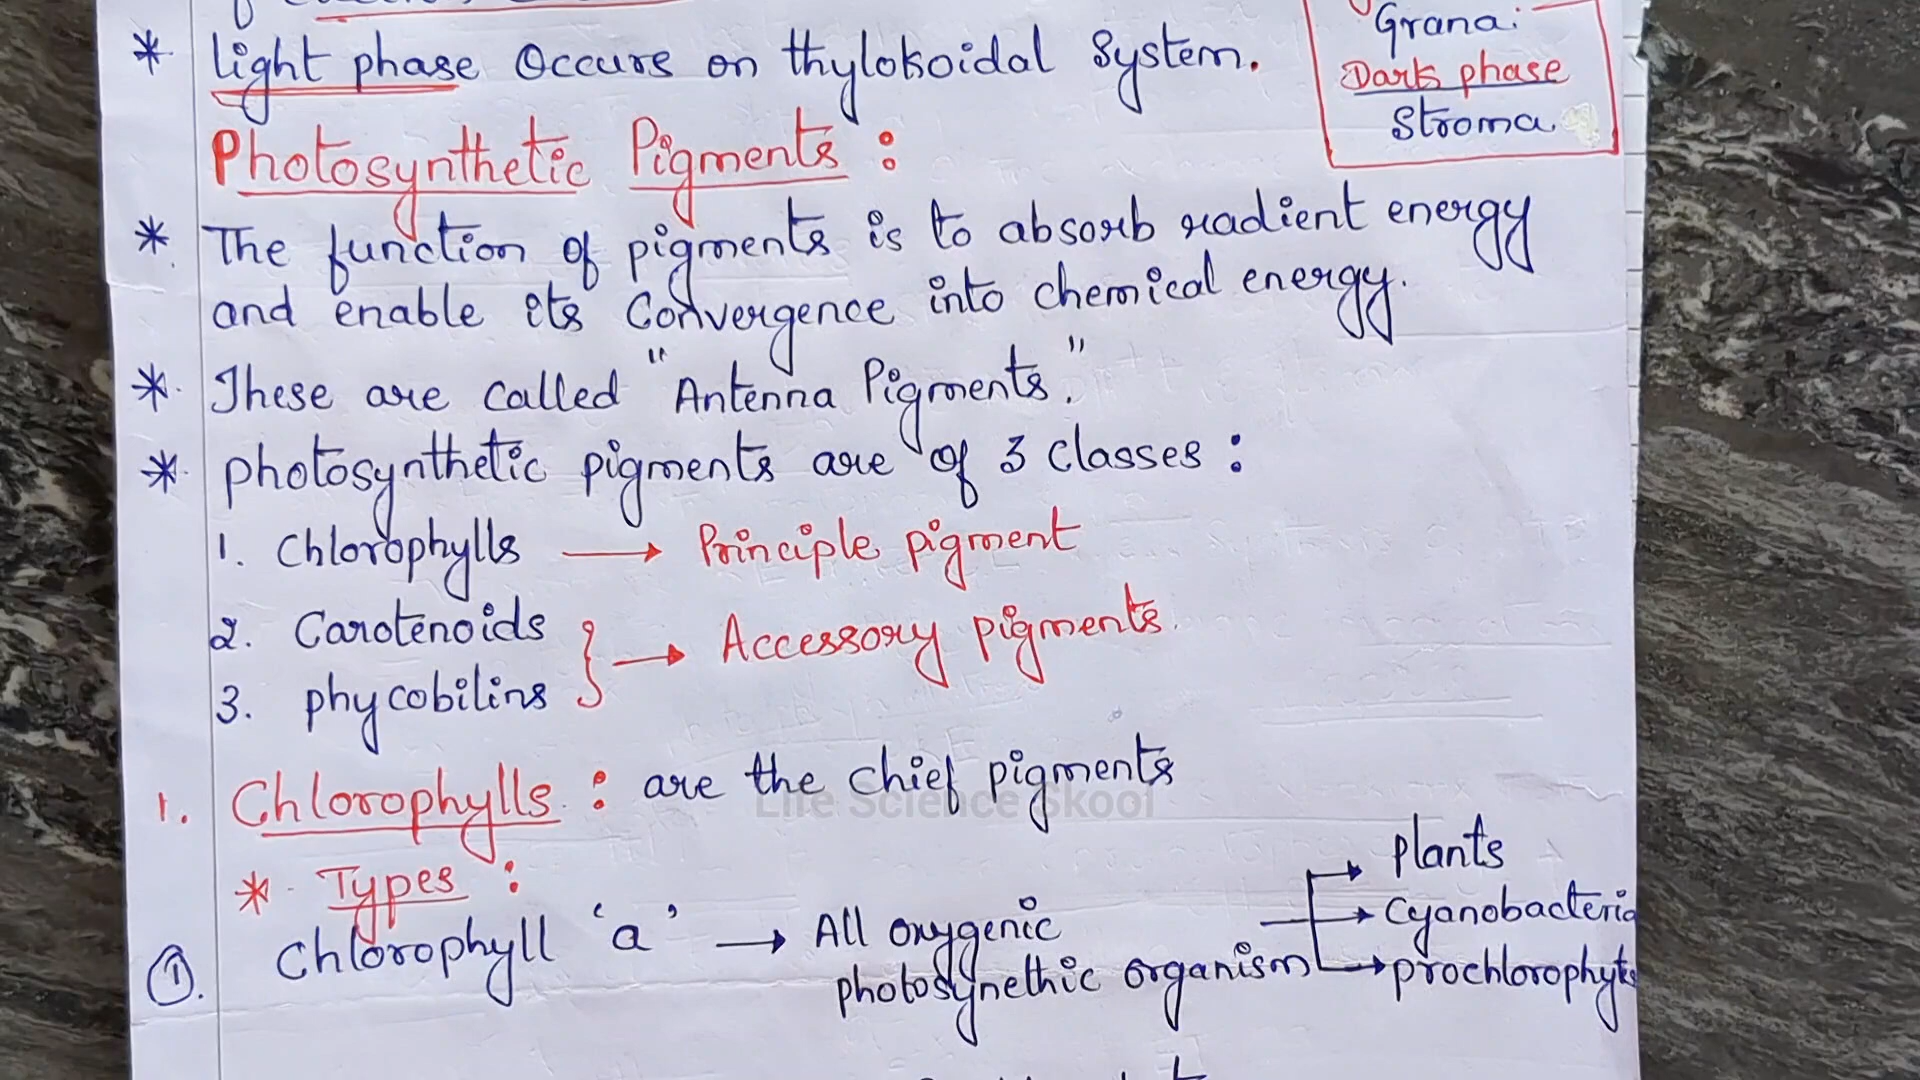 Grana:
* light phase Occurs on thylokoidal System.
Dark phase
Stroma.
Photosynthetic Pigments :
* The function of pigments is to absorb radient energy
and enable its Convergence into chemical energy.
* These are called "Antenna Pigments."
* photosynthetic pigments are of 3 classes :
1. Chlorophylls → Principle pigment
2. Carotenoids
3. phycobilins } → Accessory pigments.
1. Chlorophylls : are the chief pigments
Life Science Skool
* Types :
plants
① Chlorophyll 'a' → All oxygenic → Cyanobacteria
photosynethic organism → prochlorophyte